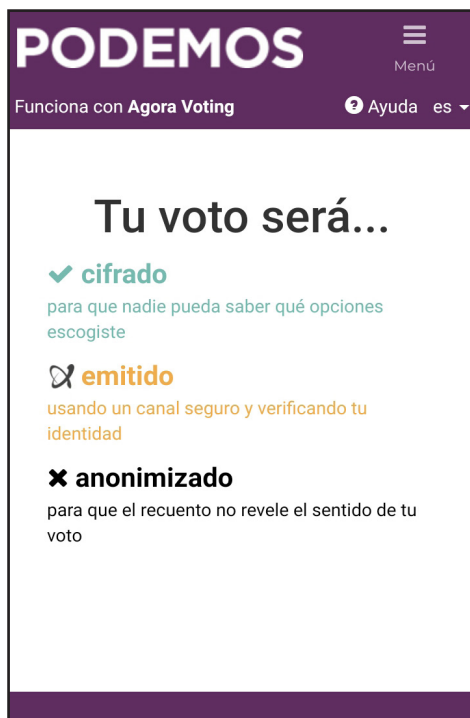 PODEMOS
Menú
Funciona con Agora Voting
Ayuda es
Tu voto será...
cifrado
para que nadie pueda saber qué opciones
escogiste
emitido
usando un canal seguro y verificando tu
identidad
anonimizado
para que el recuento no revele el sentido de tu
voto